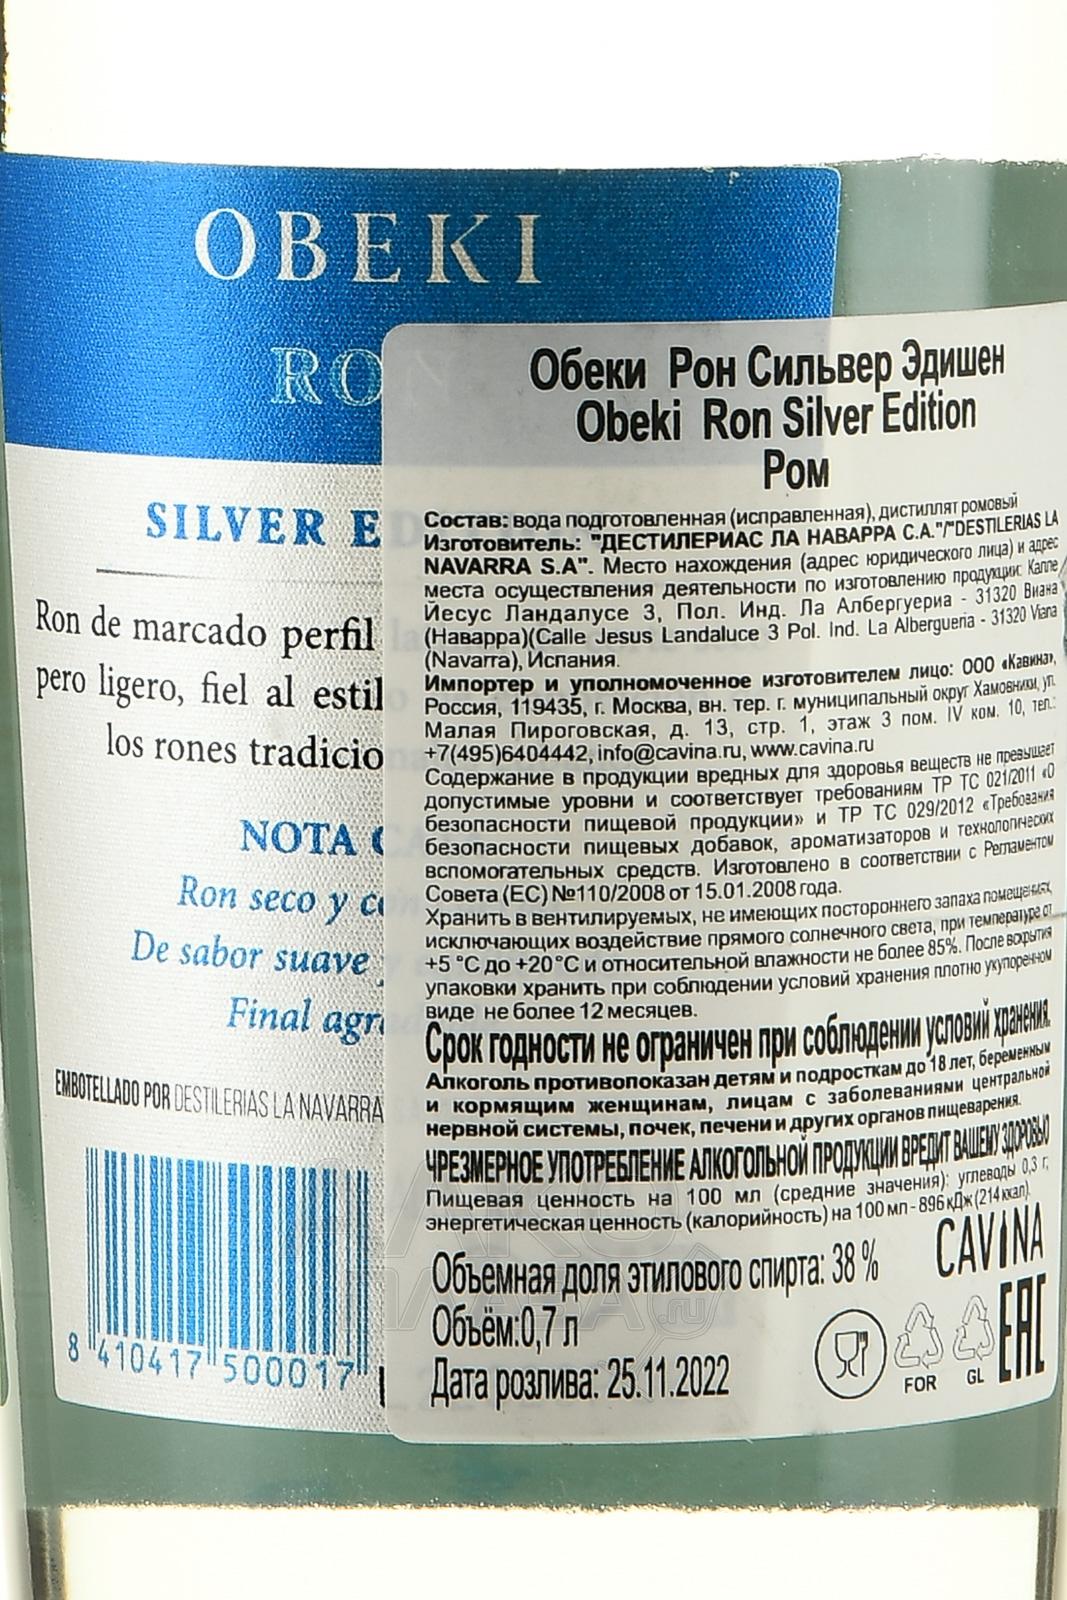 OBEKI
RON
SILVER E
Ron de marcado perfil
pero ligero, fiel al estil
los rones tradicio
NOTA
Ron seco y
De sabor suave
Final agra
EMBOTELLADO POR DESTILERIAS LA NAVARRA
8 410417 500017
Обеки Рон Сильвер Эдишен
Obeki Ron Silver Edition
Ром
Состав: вода подготовленная (исправленная), дистиллят ромовый
Изготовитель: "ДЕСТИЛЕРИАС ЛА НАВАРРА С.А."/"DESTILERIAS LA
NAVARRA S.A". Место нахождения (адрес юридического лица) и адрес
места осуществления деятельности по изготовлению продукции: Калле
Йесус Ландалусе 3, Пол. Инд. Ла Албергуериа - 31320 Виана
(Наварра)(Calle Jesus Landaluce 3 Pol. Ind. La Alberguería - 31320 Viana
(Navarra), Испания.
Импортер и уполномоченное изготовителем лицо: ООО «Кавина»,
Россия, 119435, г. Москва, вн. тер. г. муниципальный округ Хамовники, ул.
Малая Пироговская, д. 13, стр. 1, этаж 3 пом. IV ком. 10, тел.:
+7(495)6404442, info@cavina.ru, www.cavina.ru
Содержание в продукции вредных для здоровья веществ не превышает
допустимые уровни и соответствует требованиям ТР ТС 021/2011 «О
безопасности пищевой продукции» и ТР ТС 029/2012 «Требования
безопасности пищевых добавок, ароматизаторов и технологических
вспомогательных средств. Изготовлено в соответствии с Регламентом
Совета (ЕС) №110/2008 от 15.01.2008 года.
Хранить в вентилируемых, не имеющих постороннего запаха помещениях,
исключающих воздействие прямого солнечного света, при температуре от
+5 °С до +20°С и относительной влажности не более 85%. После вскрытия
упаковки хранить при соблюдении условий хранения плотно укупоренном
виде не более 12 месяцев.
Срок годности не ограничен при соблюдении условий хранения.
Алкоголь противопоказан детям и подросткам до 18 лет, беременным
и кормящим женщинам, лицам с заболеваниями центральной
нервной системы, почек, печени и других органов пищеварения.
ЧРЕЗМЕРНОЕ УПОТРЕБЛЕНИЕ АЛКОГОЛЬНОЙ ПРОДУКЦИИ ВРЕДИТ ВАШЕМУ ЗДОРОВЬЮ
Пищевая ценность на 100 мл (средние значения): углеводы 0,3 г;
энергетическая ценность (калорийность) на 100 мл - 896 кДж (214 ккал).
CAVINA
Объемная доля этилового спирта: 38 %
Объём:0,7 л
Дата розлива: 25.11.2022
FOR
GL
EAC